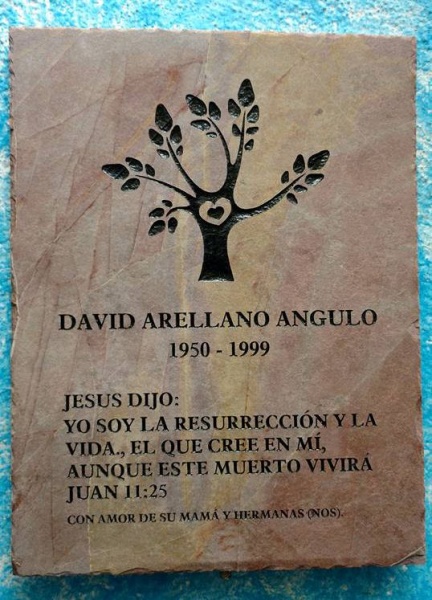 DAVID ARELLANO ANGULO
1950 - 1999
JESUS DIJO:
YO SOY LA RESURRECCIÓN Y LA
VIDA., EL QUE CREE EN MÍ,
AUNQUE ESTE MUERTO VIVIRÁ
JUAN 11:25
CON AMOR DE SU MAMÁ Y HERMANAS (NOS).